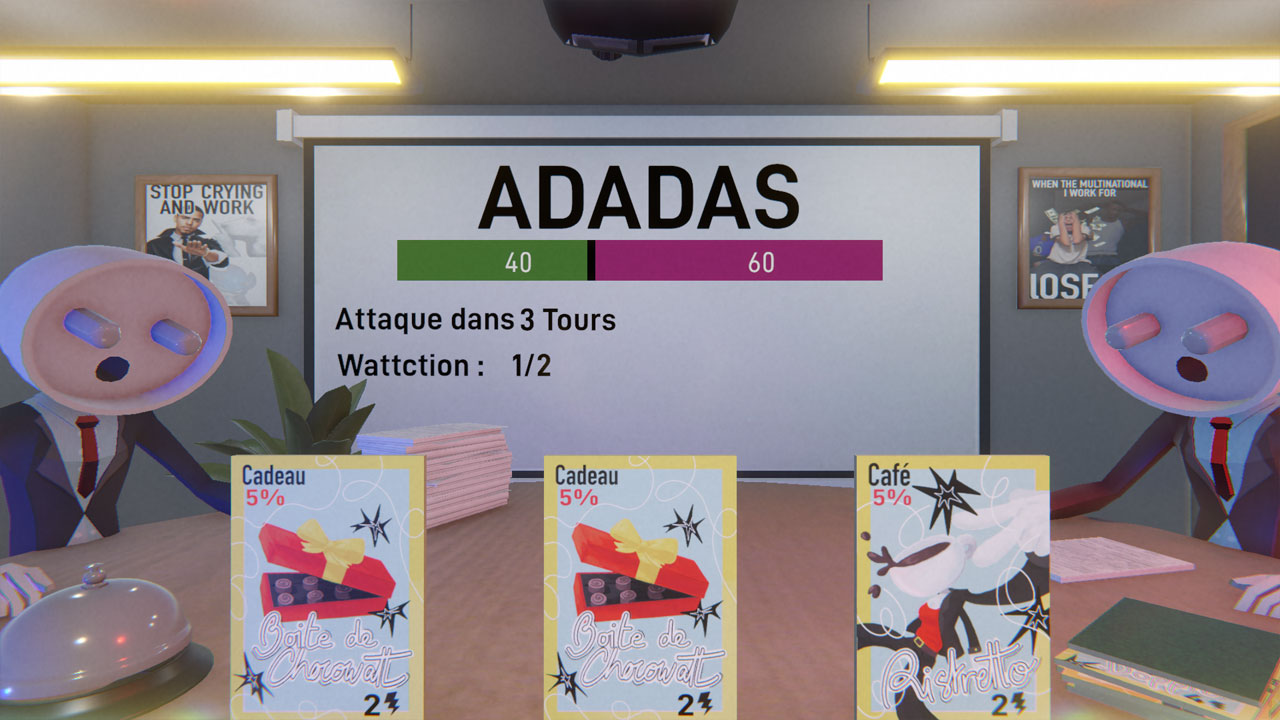 STOP CRYING
AND WORK
WHEN THE MULTINATIONAL
I WORK FOR
lOSE
ADADAS
40 60
Attaque dans 3 Tours
Wattction : 1/2
Cadeau
5%
Boite de
Chocowatt
2
Cadeau
5%
Boite de
Chocowatt
2
Café
5%
Ristretto
2